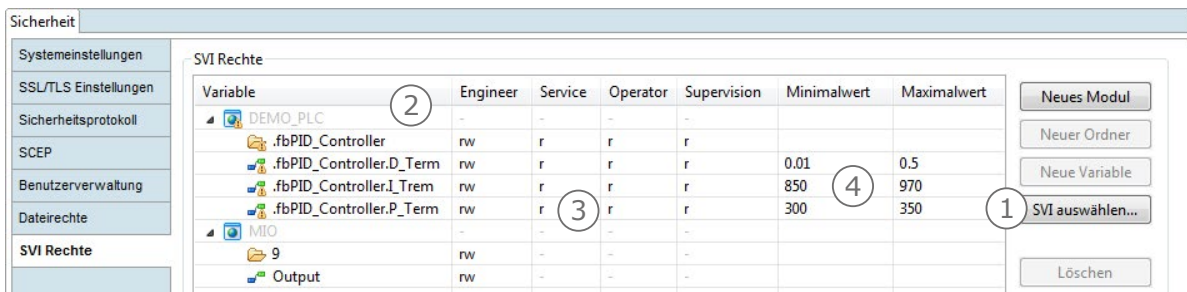 Sicherheit
Systemeinstellungen
SSL/TLS Einstellungen
Sicherheitsprotokoll
SCEP
Benutzerverwaltung
Dateirechte
SVI Rechte
SVI Rechte
Variable Engineer Service Operator Supervision Minimalwert Maximalwert
DEMO_PLC - - - -
.fbPID_Controller rw r r r
.fbPID_Controller.D_Term rw r r r 0.01 0.5
.fbPID_Controller.I_Trem rw r r r 850 970
.fbPID_Controller.P_Term rw r r r 300 350
MIO - - - -
9 rw - - -
Output rw - - -
2
3
4
1
Neues Modul
Neuer Ordner
Neue Variable
SVI auswählen...
Löschen